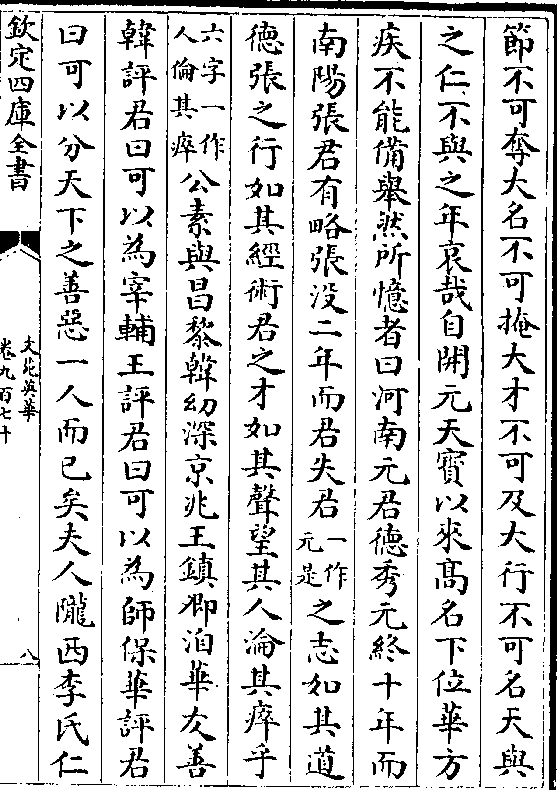 節不可奪大名不可掩大才不可及大行不可名天與
之仁不與之年哀哉自開元天寶以來髙名下位華方
疾不能備舉然所憶者曰河南元君德秀元終十年而
南陽張君有略張没二年而君失君一作元是之志如其道
德張之行如其經術君之才如其聲望其人淪其瘁乎
六字一作人倫其瘁公素與昌黎韓幼深京兆王鎮卿洎華友善
韓評君曰可以為宰輔王評君曰可以為師保華評君
曰可以分天下之善惡一人而已矣夫人隴西李氏仁
欽定四庫全書
文苑英華
卷九百七十
八